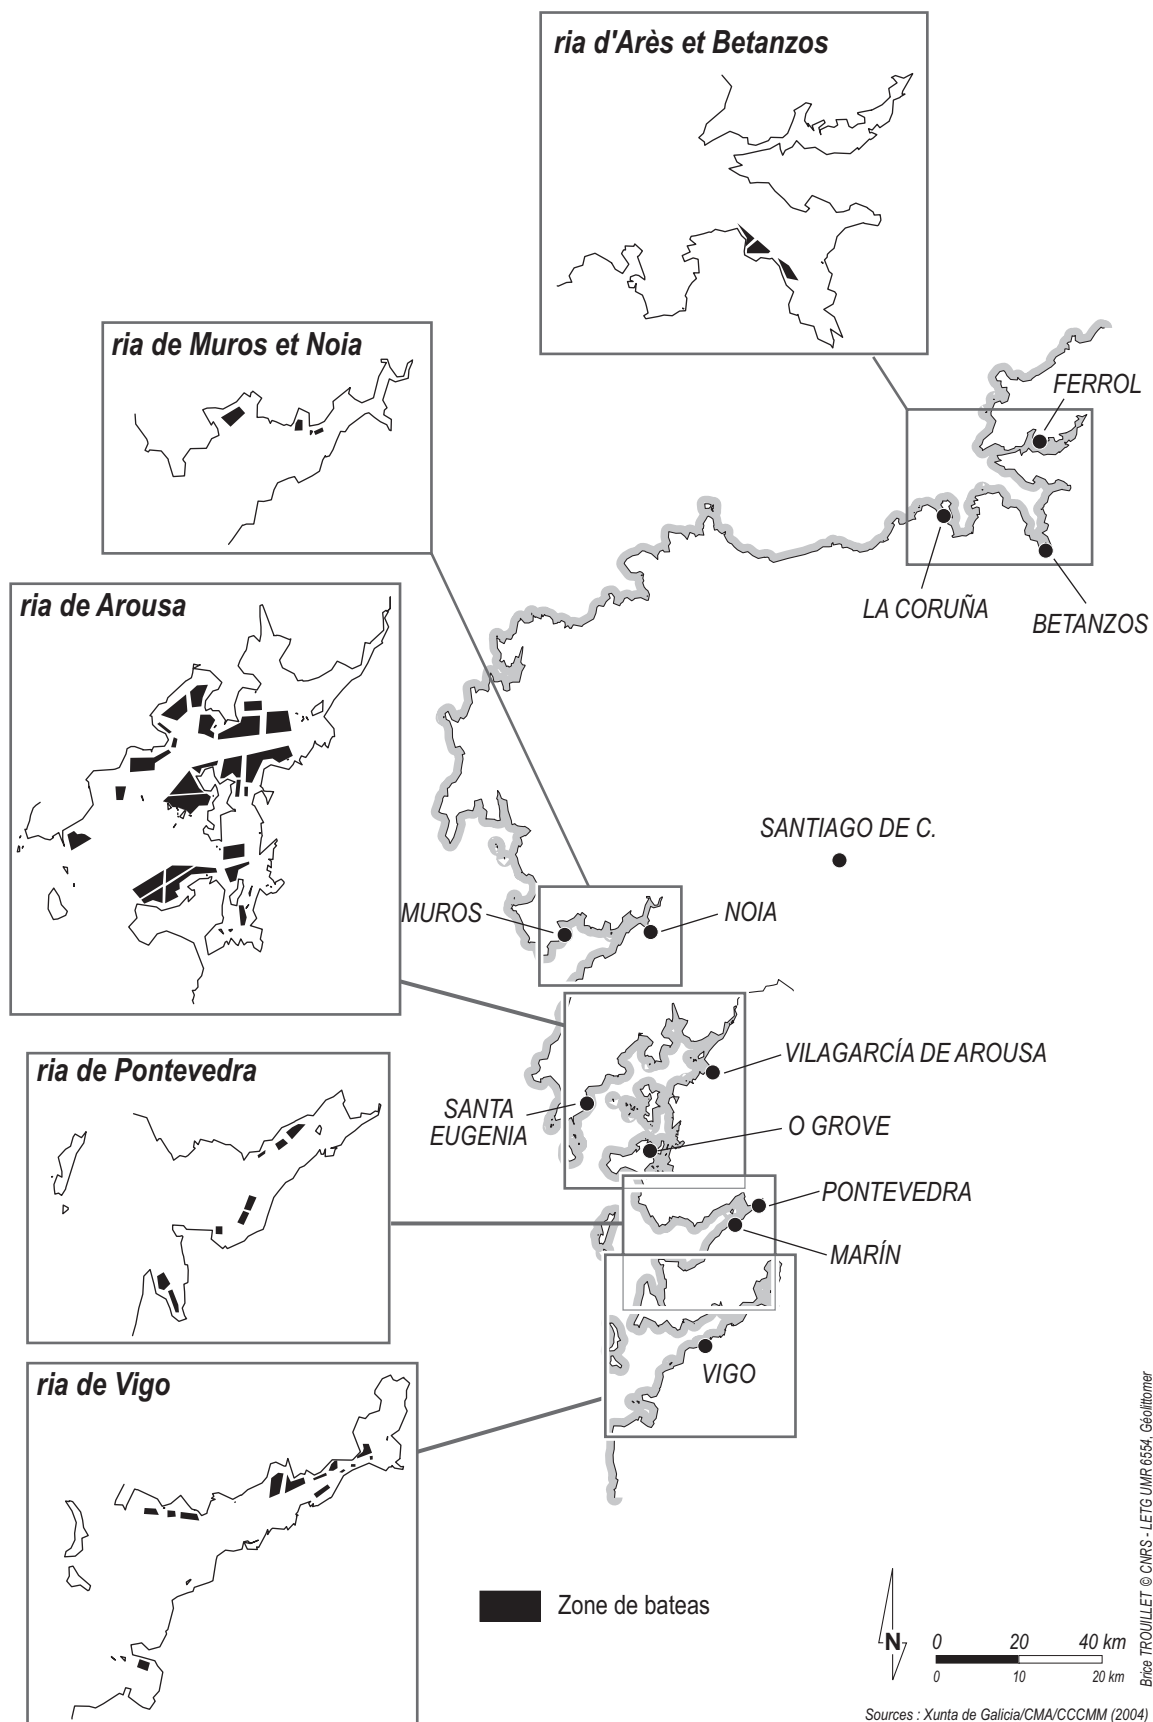 ria d'Arès et Betanzos
ria de Muros et Noia
FERROL
LA CORUÑA
BETANZOS
ria de Arousa
SANTIAGO DE C.
MUROS
NOIA
VILAGARCÍA DE AROUSA
SANTA
EUGENIA
O GROVE
ria de Pontevedra
PONTEVEDRA
MARÍN
VIGO
ria de Vigo
Zone de bateas
N
0 20 40 km
0 10 20 km
Brice TROUILLET © CNRS - LETG UMR 6554, Géolittomer
Sources : Xunta de Galicia/CMA/CCCMM (2004)